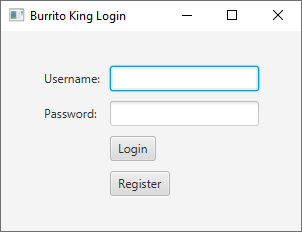 Burrito King Login
Username:
Password:
Login
Register